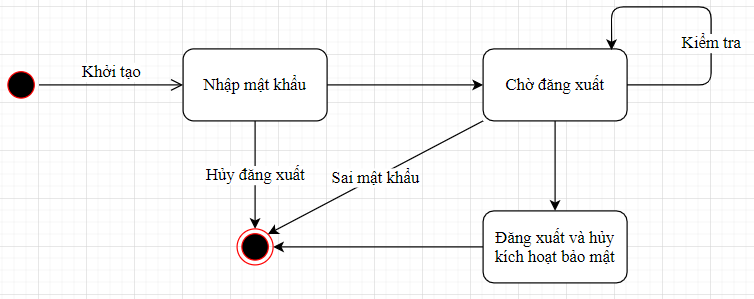 Kiểm tra
Khởi tạo
Nhập mật khẩu
Chờ đăng xuất
Hủy đăng xuất
Sai mật khẩu
Đăng xuất và hủy
kích hoạt bảo mật